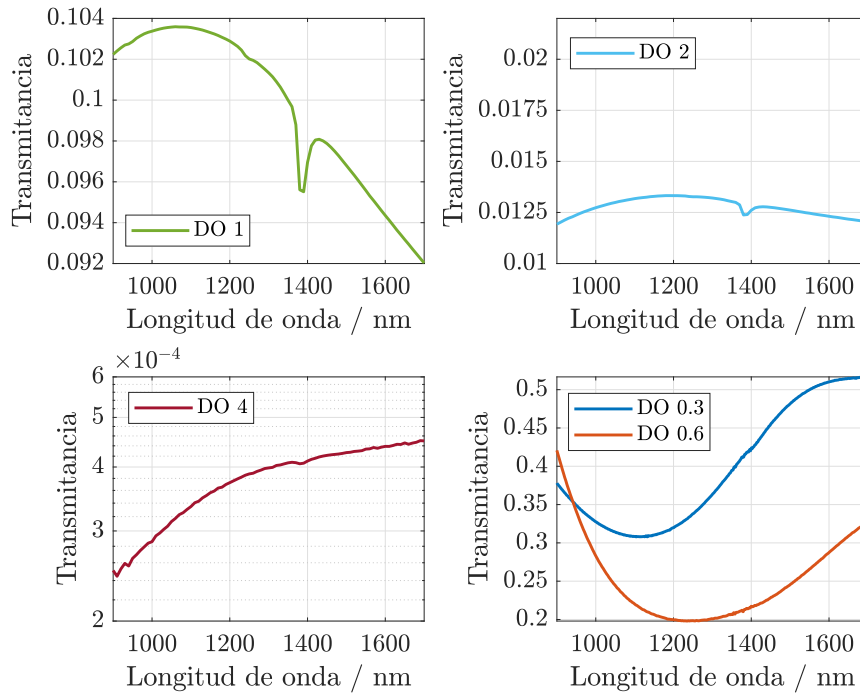 0.104
0.102
0.1
0.098
0.096
0.094
0.092
Transmitancia
DO 1
1000 1200 1400 1600
Longitud de onda / nm
0.02
0.0175
0.015
0.0125
0.01
Transmitancia
DO 2
1000 1200 1400 1600
Longitud de onda / nm
×10⁻⁴
6
5
4
3
2
Transmitancia
DO 4
1000 1200 1400 1600
Longitud de onda / nm
0.5
0.45
0.4
0.35
0.3
0.25
0.2
Transmitancia
DO 0.3
DO 0.6
1000 1200 1400 1600
Longitud de onda / nm